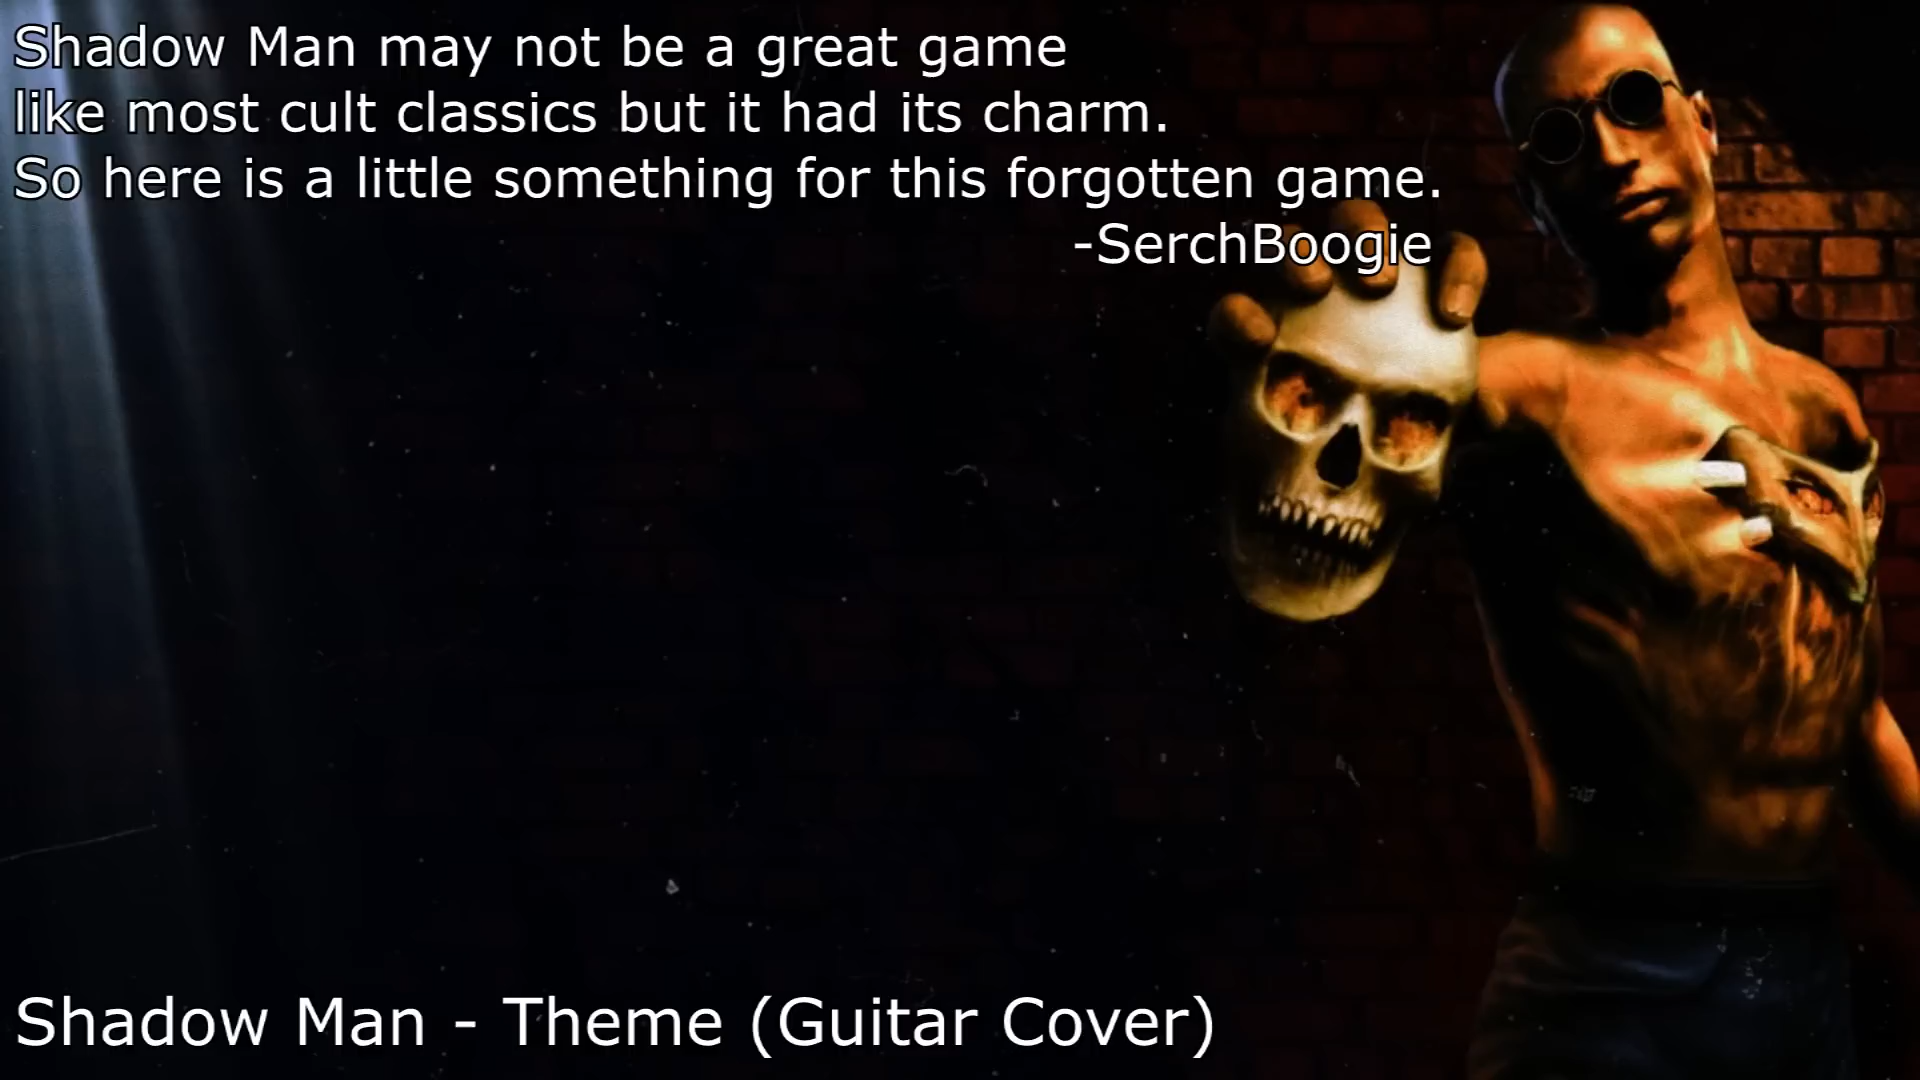 Shadow Man may not be a great game
like most cult classics but it had its charm.
So here is a little something for this forgotten game.
-SerchBoogie
Shadow Man - Theme (Guitar Cover)